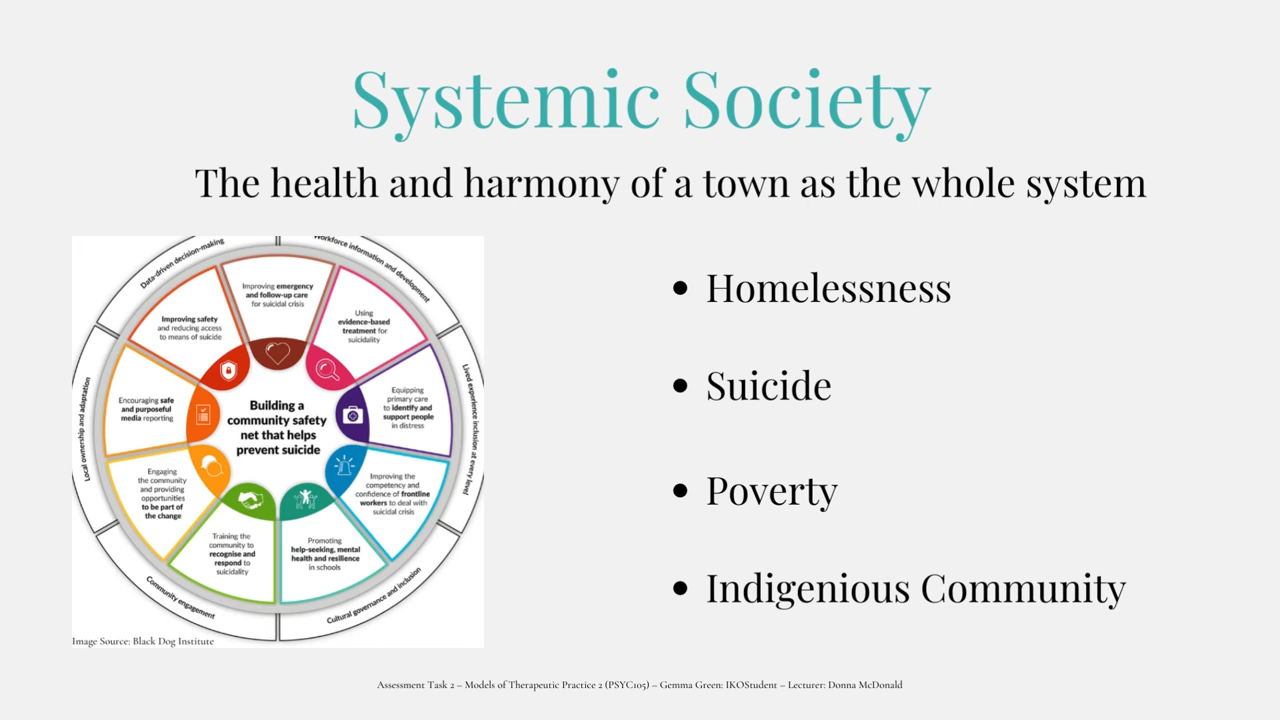 Systemic Society
The health and harmony of a town as the whole system
Data-driven decision-making
Workforce information and development
Lived experience inclusion at every level
Cultural governance and inclusion
Community engagement
Local ownership and adaptation
Improving emergency
and follow-up care
for suicidal crisis
Using
evidence-based
treatment for
suicidality
Equipping
primary care
to identify and
support people
in distress
Improving the
competency and
confidence of frontline
workers to deal with
suicidal crisis
Promoting
help-seeking, mental
health and resilience
in schools
Training the
community to
recognise and
respond to
suicidality
Engaging
the community
and providing
opportunities
to be part of
the change
Encouraging safe
and purposeful
media reporting
Improving safety
and reducing access
to means of suicide
Building a
community safety
net that helps
prevent suicide
Image Source: Black Dog Institute
Homelessness
Suicide
Poverty
Indigenious Community
Assessment Task 2 – Models of Therapeutic Practice 2 (PSYC105) – Gemma Green: IKOStudent – Lecturer: Donna McDonald